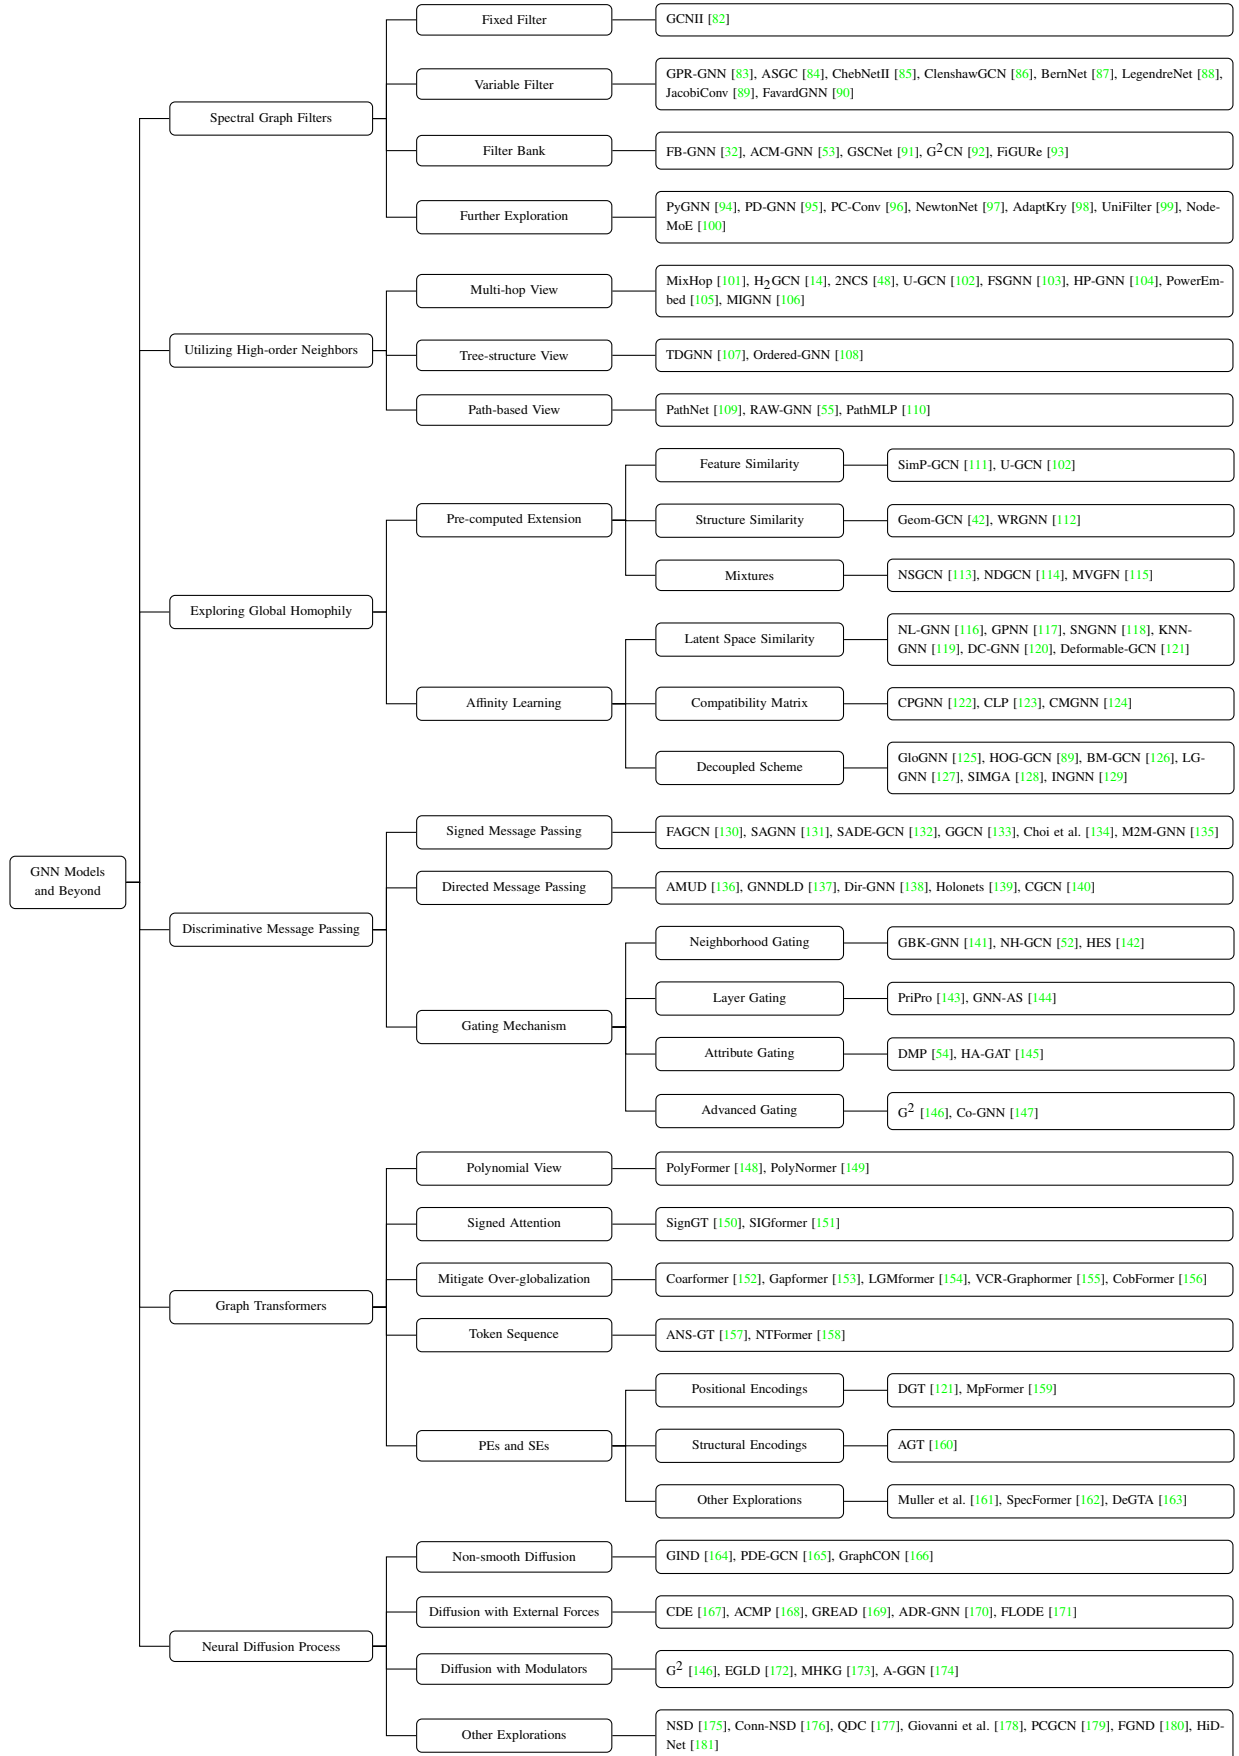 GNN Models
and Beyond
Spectral Graph Filters
Fixed Filter
GCNII [82]
Variable Filter
GPR-GNN [83], ASGC [84], ChebNetII [85], ClenshawGCN [86], BernNet [87], LegendreNet [88],
JacobiConv [89], FavardGNN [90]
Filter Bank
FB-GNN [32], ACM-GNN [53], GSCNet [91], G²CN [92], FiGURe [93]
Further Exploration
PyGNN [94], PD-GNN [95], PC-Conv [96], NewtonNet [97], AdaptKry [98], UniFilter [99], Node-
MoE [100]
Utilizing High-order Neighbors
Multi-hop View
MixHop [101], H₂GCN [14], 2NCS [48], U-GCN [102], FSGNN [103], HP-GNN [104], PowerEm-
bed [105], MIGNN [106]
Tree-structure View
TDGNN [107], Ordered-GNN [108]
Path-based View
PathNet [109], RAW-GNN [55], PathMLP [110]
Exploring Global Homophily
Pre-computed Extension
Feature Similarity
SimP-GCN [111], U-GCN [102]
Structure Similarity
Geom-GCN [42], WRGNN [112]
Mixtures
NSGCN [113], NDGCN [114], MVGFN [115]
Affinity Learning
Latent Space Similarity
NL-GNN [116], GPNN [117], SNGNN [118], KNN-
GNN [119], DC-GNN [120], Deformable-GCN [121]
Compatibility Matrix
CPGNN [122], CLP [123], CMGNN [124]
Decoupled Scheme
GloGNN [125], HOG-GCN [89], BM-GCN [126], LG-
GNN [127], SIMGA [128], INGNN [129]
Discriminative Message Passing
Signed Message Passing
FAGCN [130], SAGNN [131], SADE-GCN [132], GGCN [133], Choi et al. [134], M2M-GNN [135]
Directed Message Passing
AMUD [136], GNNDLD [137], Dir-GNN [138], Holonets [139], CGCN [140]
Gating Mechanism
Neighborhood Gating
GBK-GNN [141], NH-GCN [52], HES [142]
Layer Gating
PriPro [143], GNN-AS [144]
Attribute Gating
DMP [54], HA-GAT [145]
Advanced Gating
G² [146], Co-GNN [147]
Graph Transformers
Polynomial View
PolyFormer [148], PolyNormer [149]
Signed Attention
SignGT [150], SIGformer [151]
Mitigate Over-globalization
Coarformer [152], Gapformer [153], LGMformer [154], VCR-Graphormer [155], CobFormer [156]
Token Sequence
ANS-GT [157], NTFormer [158]
PEs and SEs
Positional Encodings
DGT [121], MpFormer [159]
Structural Encodings
AGT [160]
Other Explorations
Muller et al. [161], SpecFormer [162], DeGTA [163]
Neural Diffusion Process
Non-smooth Diffusion
GIND [164], PDE-GCN [165], GraphCON [166]
Diffusion with External Forces
CDE [167], ACMP [168], GREAD [169], ADR-GNN [170], FLODE [171]
Diffusion with Modulators
G² [146], EGLD [172], MHKG [173], A-GGN [174]
Other Explorations
NSD [175], Conn-NSD [176], QDC [177], Giovanni et al. [178], PCGCN [179], FGND [180], HiD-
Net [181]